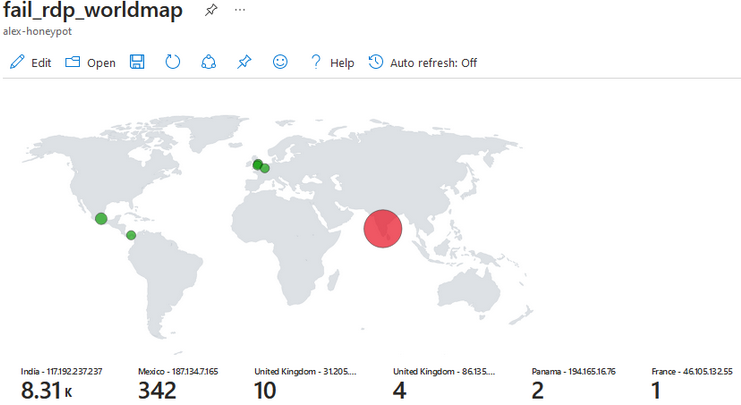 fail_rdp_worldmap ...
alex-honeypot
Edit Open Help Auto refresh: Off
India - 117.192.237.237 Mexico - 187.134.7.165 United Kingdom - 31.205.... United Kingdom - 86.135.... Panama - 194.165.16.76 France - 46.105.132.55
8.31 K 342 10 4 2 1